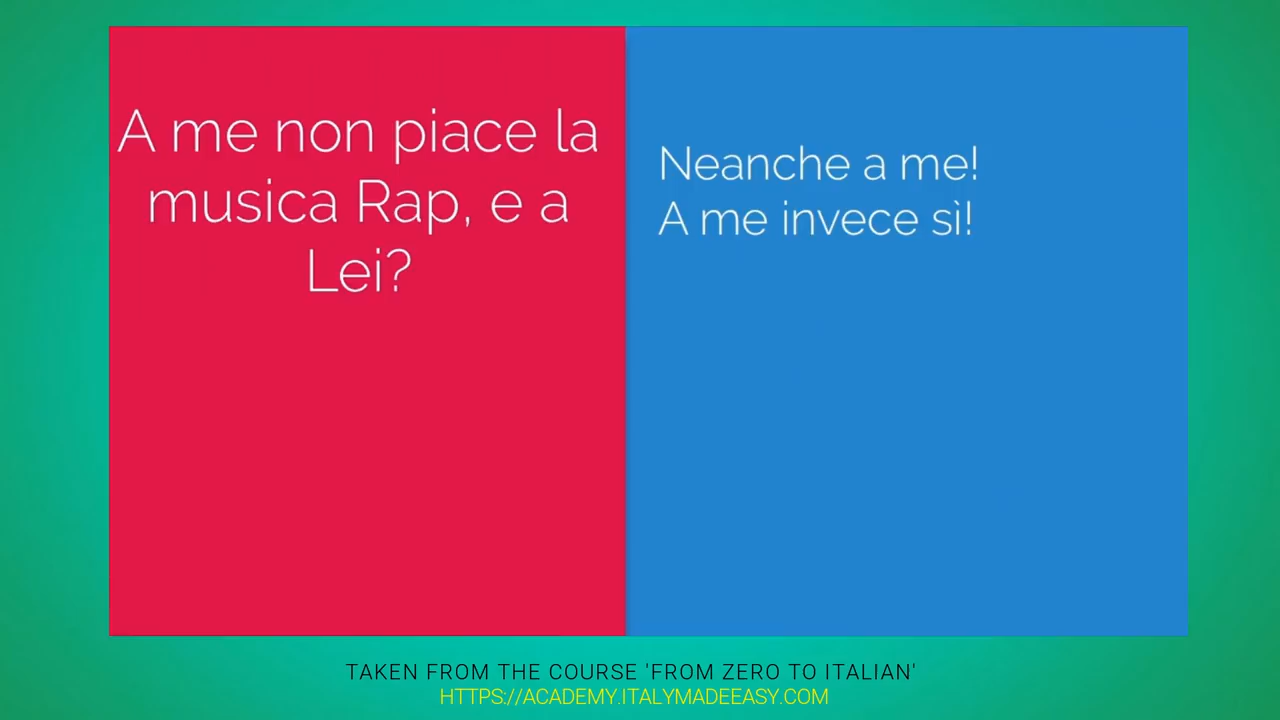 A me non piace la
musica Rap, e a
Lei?
Neanche a me!
A me invece sì!
TAKEN FROM THE COURSE 'FROM ZERO TO ITALIAN'
HTTPS://ACADEMY.ITALYMADEEASY.COM